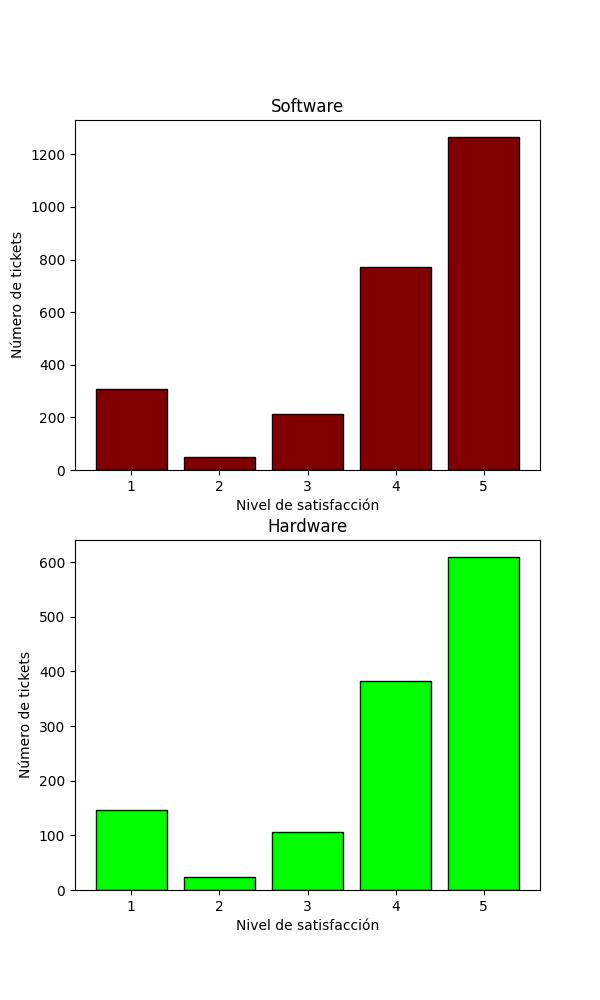 Software
1200
1000
800
600
400
200
0
Número de tickets
1 2 3 4 5
Nivel de satisfacción
Hardware
600
500
400
300
200
100
0
Número de tickets
1 2 3 4 5
Nivel de satisfacción